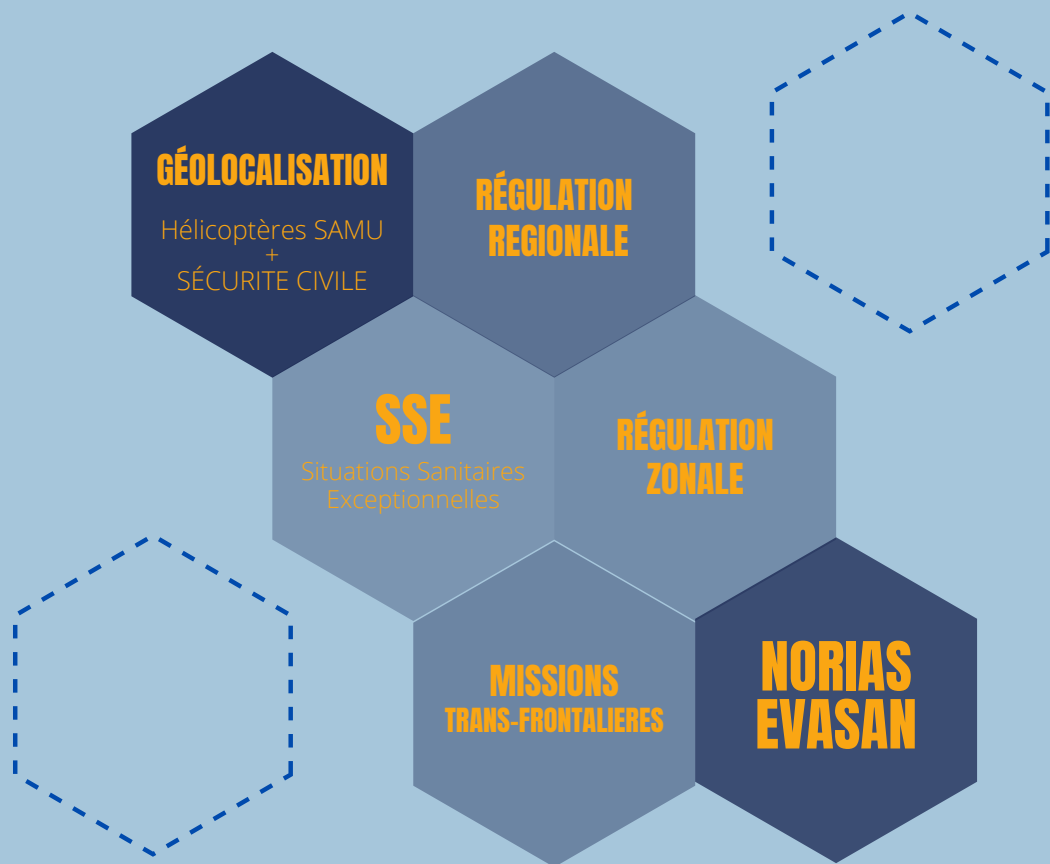 GÉOLOCALISATION
Hélicoptères SAMU
+
SÉCURITE CIVILE
RÉGULATION
REGIONALE
SSE
Situations Sanitaires
Exceptionnelles
RÉGULATION
ZONALE
MISSIONS
TRANS-FRONTALIERES
NORIAS
EVASAN